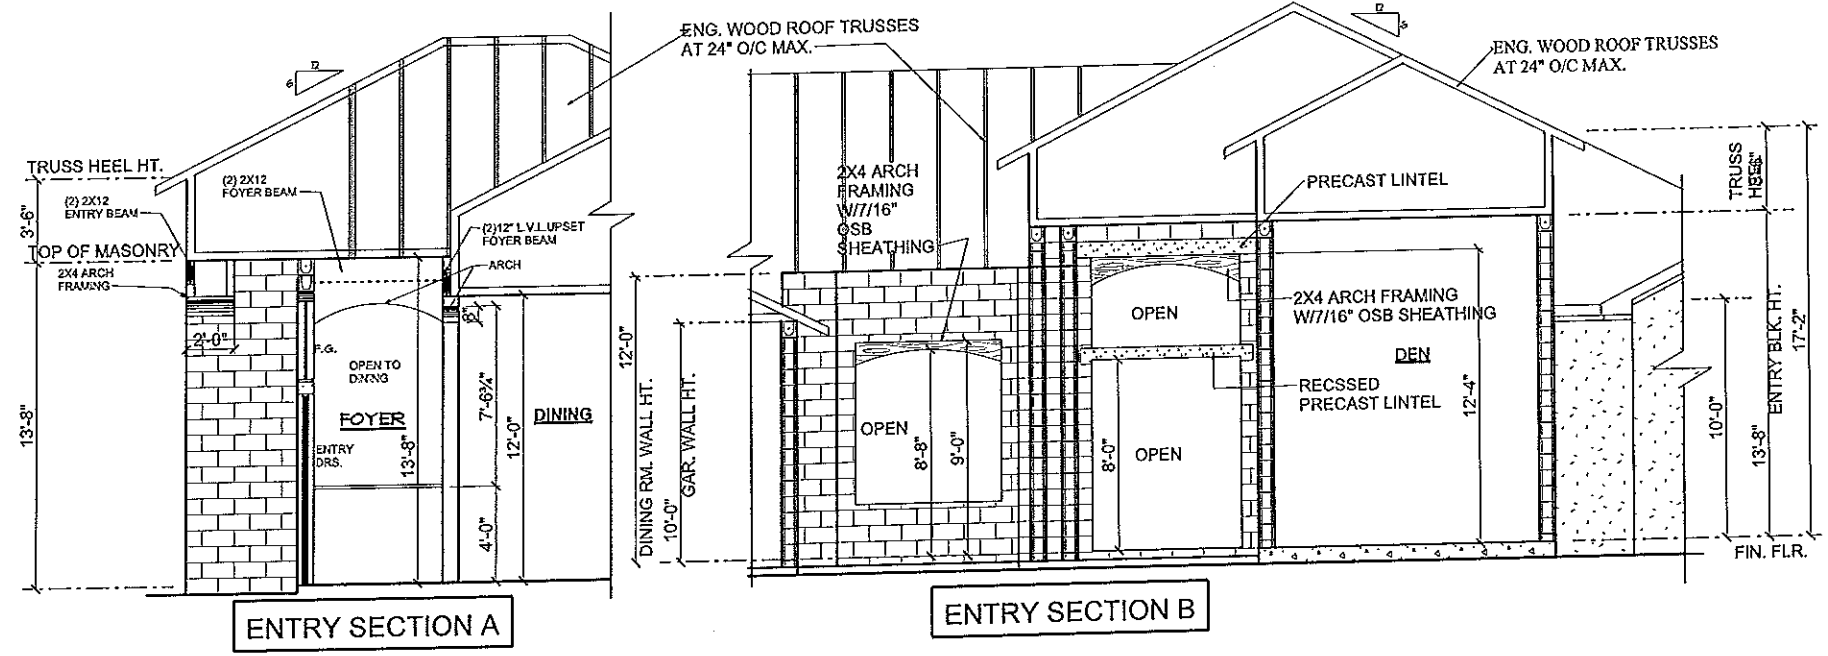 ENG. WOOD ROOF TRUSSES
AT 24" O/C MAX.
12
6
TRUSS HEEL HT.
(2) 2X12
ENTRY BEAM
(2) 2X12
FOYER BEAM
3'-6"
TOP OF MASONRY
2X4 ARCH
FRAMING
(2)12" L.V.L.UPSET
FOYER BEAM
ARCH
8"
2'-0"
F.G.
OPEN TO
DINING
FOYER
DINING
ENTRY
DRS.
13'-8"
13'-8"
7'-6¾"
12'-0"
4'-0"
ENTRY SECTION A
12
ENG. WOOD ROOF TRUSSES
AT 24" O/C MAX.
2X4 ARCH
FRAMING
W/7/16"
OSB
SHEATHING
PRECAST LINTEL
TRUSS
2X4 ARCH FRAMING
W/7/16" OSB SHEATHING
OPEN
DEN
RECSSED
PRECAST LINTEL
OPEN
OPEN
12'-0"
DINING RM. WALL HT.
10'-0"
GAR. WALL HT.
8'-8"
9'-0"
8'-0"
12'-4"
10'-0"
13'-8"
ENTRY BLK. HT.
17'-2"
FIN. FLR.
ENTRY SECTION B